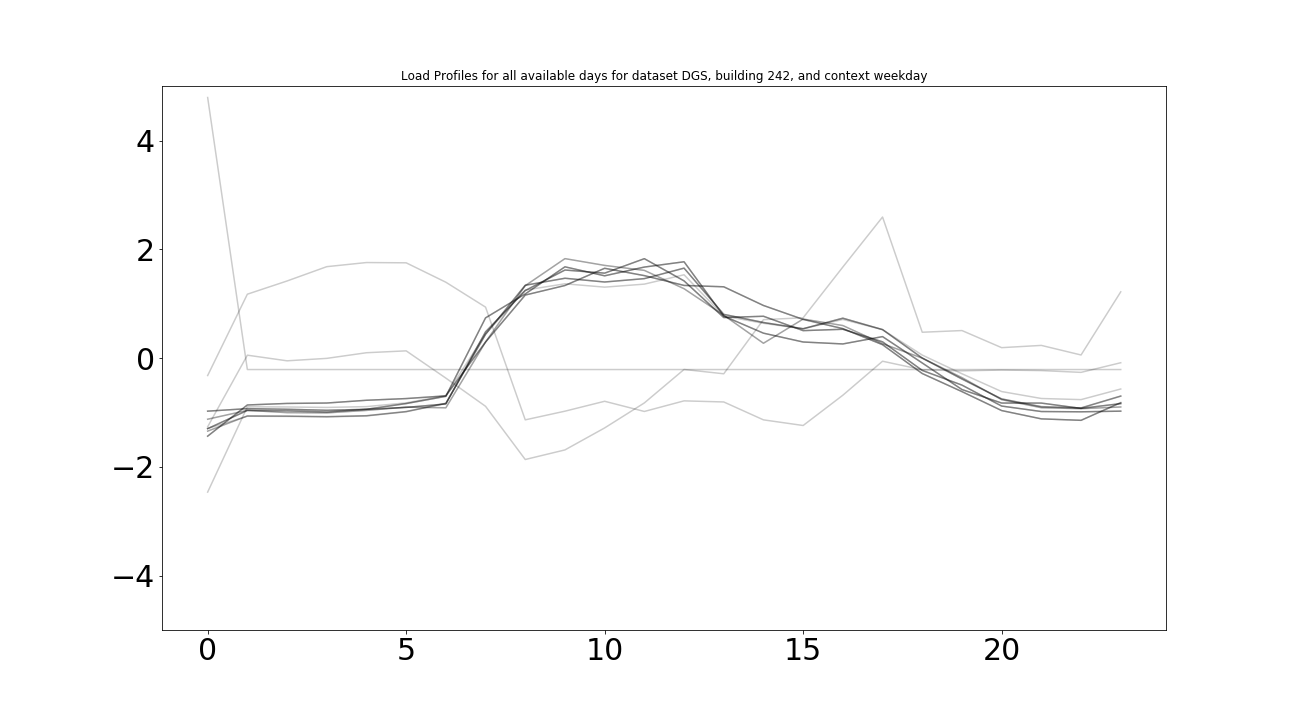 Load Profiles for all available days for dataset DGS, building 242, and context weekday
4
2
0
−2
−4
0 5 10 15 20